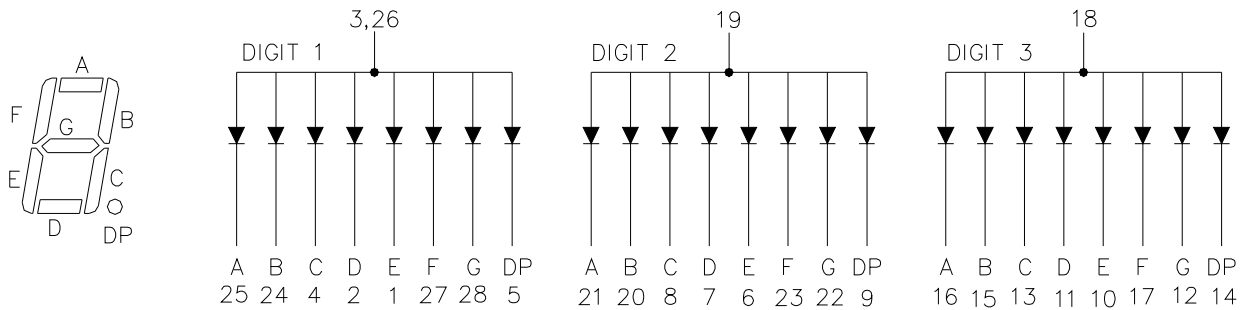 3,26 19 18
DIGIT 1 DIGIT 2 DIGIT 3
A
F B
G
E C
D
DP
A B C D E F G DP A B C D E F G DP A B C D E F G DP
25 24 4 2 1 27 28 5 21 20 8 7 6 23 22 9 16 15 13 11 10 17 12 14